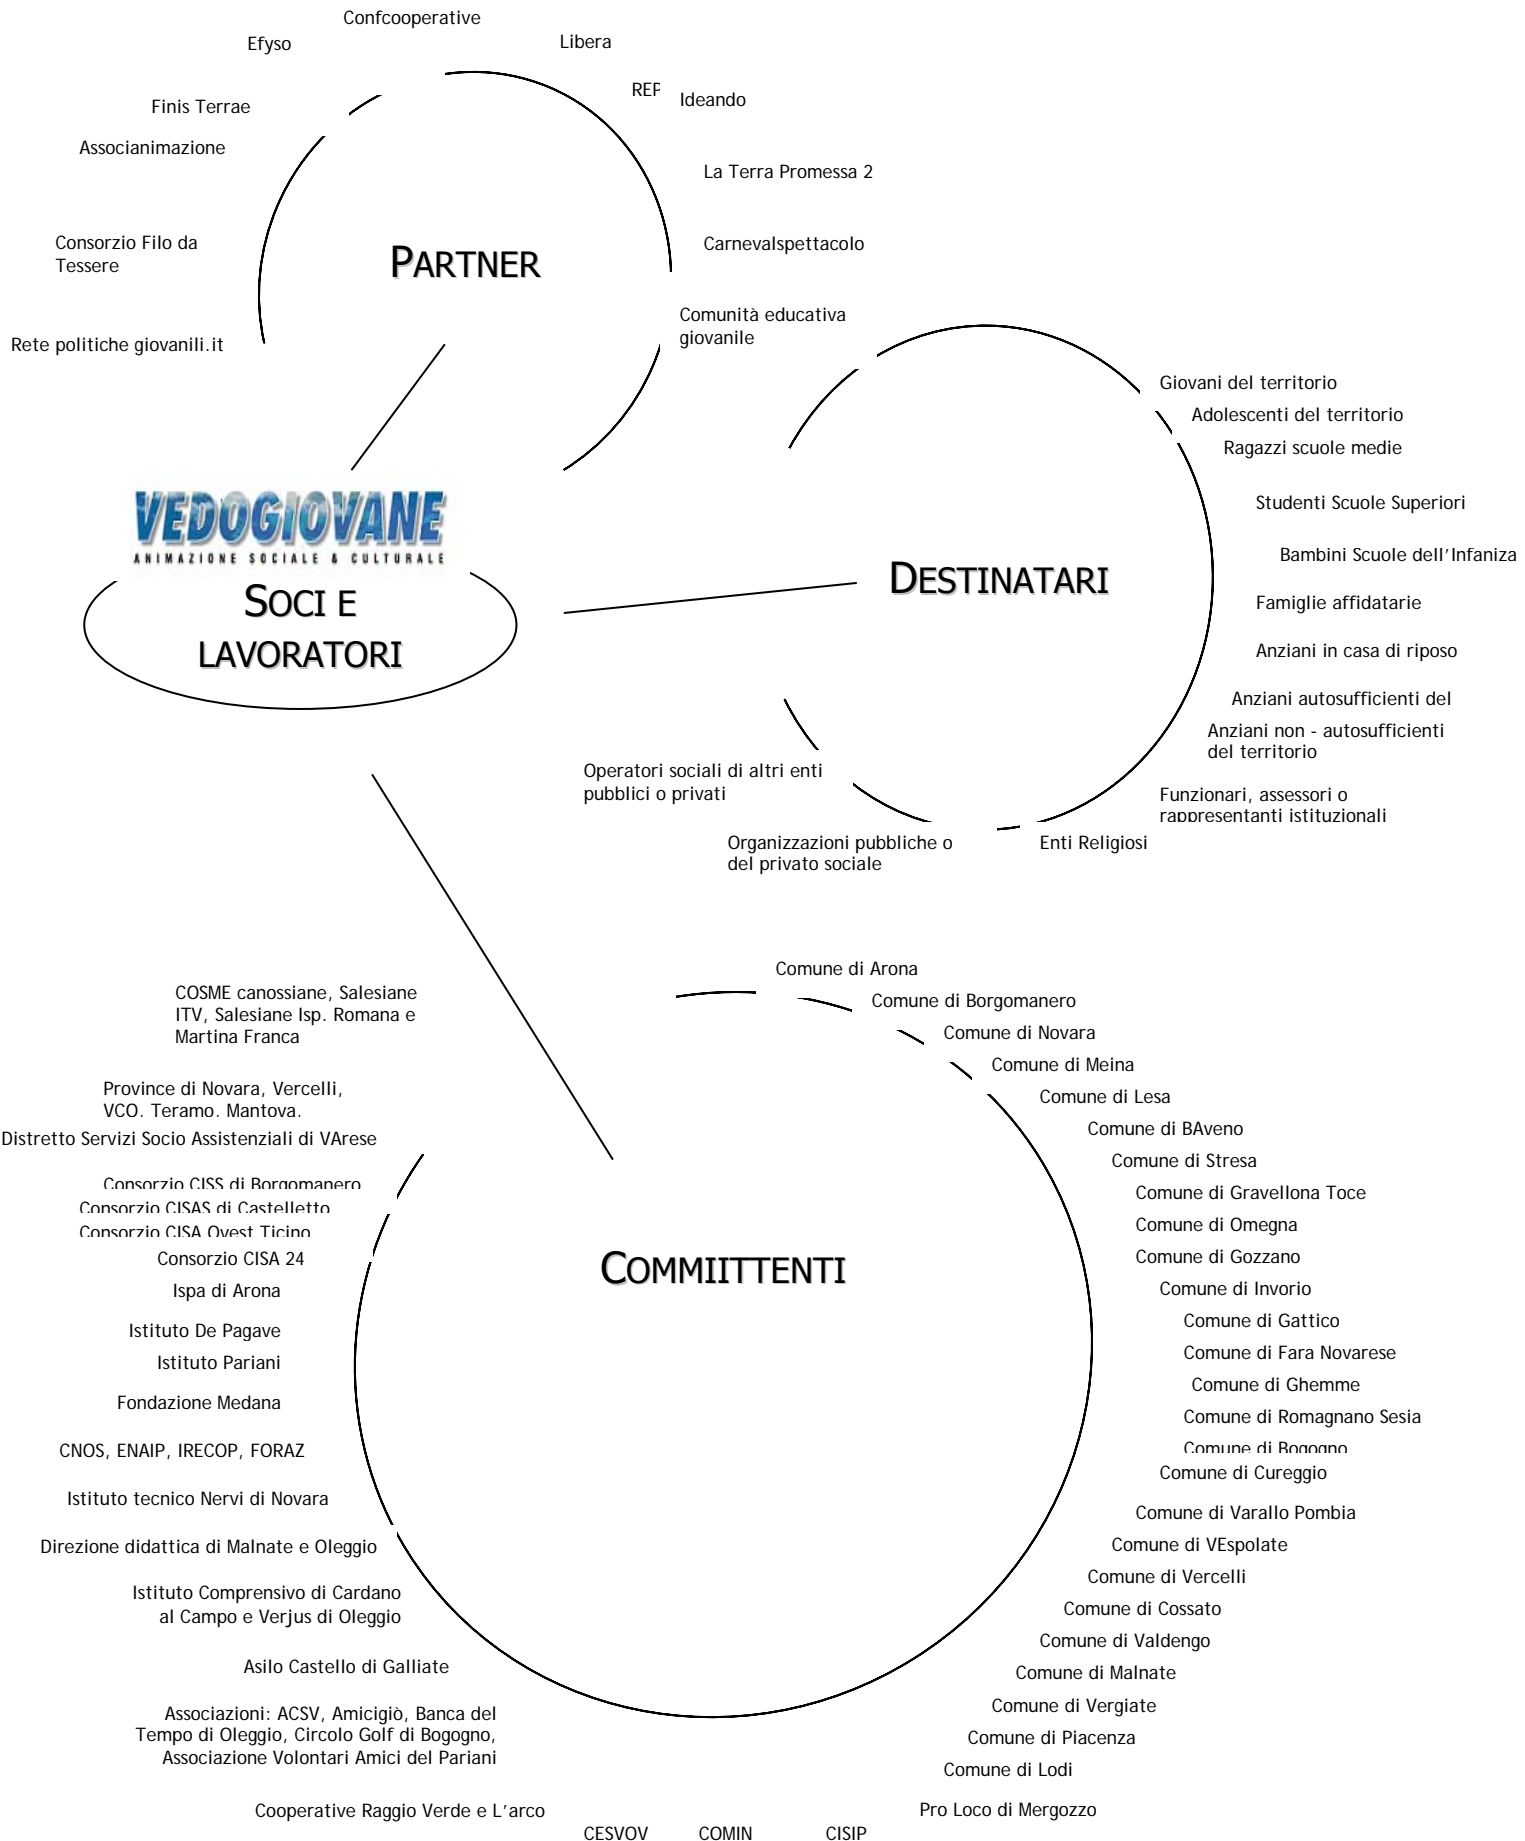 Confcooperative
Efyso
Libera
REP
Ideando
Finis Terrae
Associanimazione
La Terra Promessa 2
Consorzio Filo da
Tessere
Carnevalspettacolo
PARTNER
Comunità educativa
giovanile
Rete politiche giovanili.it
VEDOGIOVANE
ANIMAZIONE SOCIALE & CULTURALE
SOCI E
LAVORATORI
DESTINATARI
Giovani del territorio
Adolescenti del territorio
Ragazzi scuole medie
Studenti Scuole Superiori
Bambini Scuole dell'Infaniza
Famiglie affidatarie
Anziani in casa di riposo
Anziani autosufficienti del
Anziani non - autosufficienti
del territorio
Funzionari, assessori o
rappresentanti istituzionali
Enti Religiosi
Organizzazioni pubbliche o
del privato sociale
Operatori sociali di altri enti
pubblici o privati
COMMIITTENTI
Comune di Arona
Comune di Borgomanero
Comune di Novara
Comune di Meina
Comune di Lesa
Comune di BAveno
Comune di Stresa
Comune di Gravellona Toce
Comune di Omegna
Comune di Gozzano
Comune di Invorio
Comune di Gattico
Comune di Fara Novarese
Comune di Ghemme
Comune di Romagnano Sesia
Comune di Bogogno
Comune di Cureggio
Comune di Varallo Pombia
Comune di VEspolate
Comune di Vercelli
Comune di Cossato
Comune di Valdengo
Comune di Malnate
Comune di Vergiate
Comune di Piacenza
Comune di Lodi
Pro Loco di Mergozzo
COSME canossiane, Salesiane
ITV, Salesiane Isp. Romana e
Martina Franca
Province di Novara, Vercelli,
VCO. Teramo. Mantova.
Distretto Servizi Socio Assistenziali di VArese
Consorzio CISS di Borgomanero
Consorzio CISAS di Castelletto
Consorzio CISA Ovest Ticino
Consorzio CISA 24
Ispa di Arona
Istituto De Pagave
Istituto Pariani
Fondazione Medana
CNOS, ENAIP, IRECOP, FORAZ
Istituto tecnico Nervi di Novara
Direzione didattica di Malnate e Oleggio
Istituto Comprensivo di Cardano
al Campo e Verjus di Oleggio
Asilo Castello di Galliate
Associazioni: ACSV, Amicigiò, Banca del
Tempo di Oleggio, Circolo Golf di Bogogno,
Associazione Volontari Amici del Pariani
Cooperative Raggio Verde e L'arco
CESVOV
COMIN
CISIP